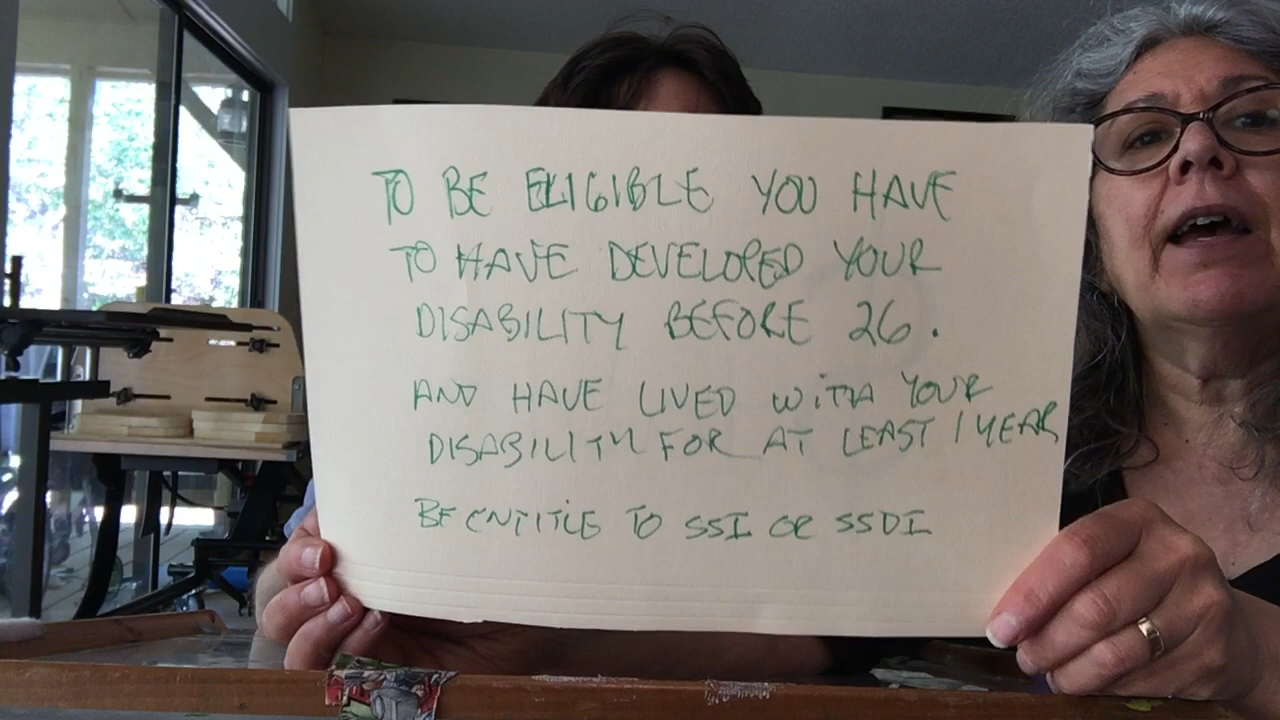 TO BE ELIGIBLE YOU HAVE
TO HAVE DEVELOPED YOUR
DISABILITY BEFORE 26.
AND HAVE LIVED WITH YOUR
DISABILITY FOR AT LEAST 1 YEAR
BE ENTITLE TO SSI OR SSDI